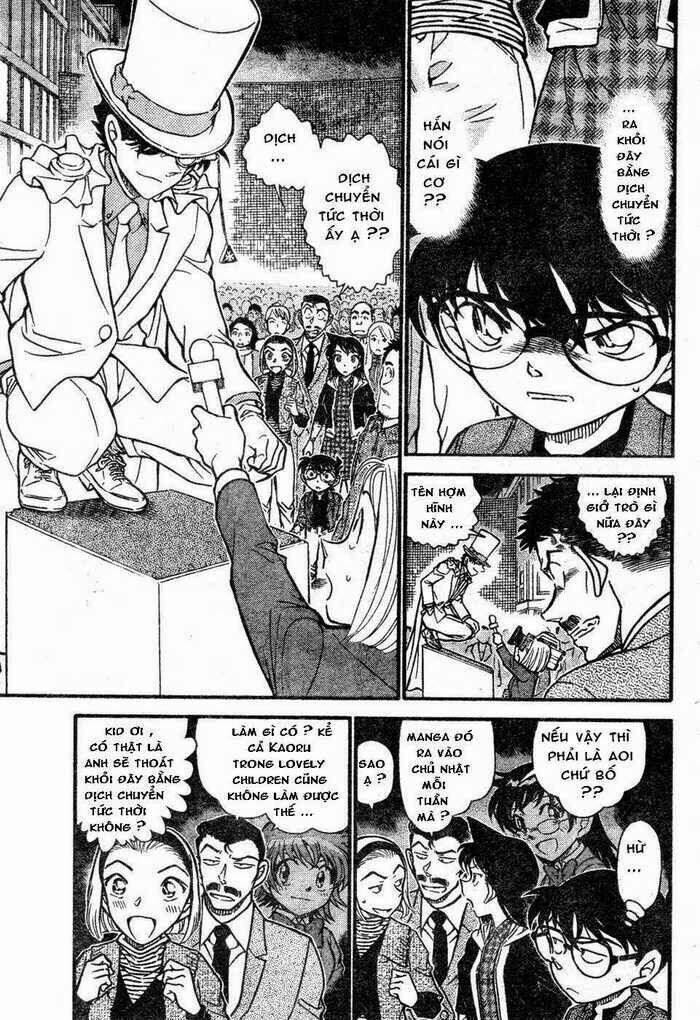 DỊCH
...
DỊCH
CHUYỂN
TỨC THỜI
ẤY Ạ ??
HẮN
NÓI
CÁI GÌ
CƠ
??
...
RA
KHỎI
ĐÂY BẰNG
DỊCH
CHUYỂN
TỨC
THỜI ?
TÊN HỢM
HĨNH
NÀY ...
... LẠI ĐỊNH
GIỞ TRÒ GÌ
NỮA ĐÂY
??
KID ƠI ,
CÓ THẬT LÀ
ANH SẼ THOÁT
KHỎI ĐÂY BẰNG
DỊCH CHUYỂN
TỨC THỜI
KHÔNG ?
LÀM GÌ CÓ ? KỂ
CẢ KAORU
TRONG LOVELY
CHILDREN CŨNG
KHÔNG LÀM ĐƯỢC
THẾ ...
SAO
Ạ ?
MANGA ĐÓ
RA VÀO
CHỦ NHẬT
MỖI
TUẦN
MÀ ?
NẾU VẬY THÌ
PHẢI LÀ AOI
CHỨ BỐ
??
HỪ
...